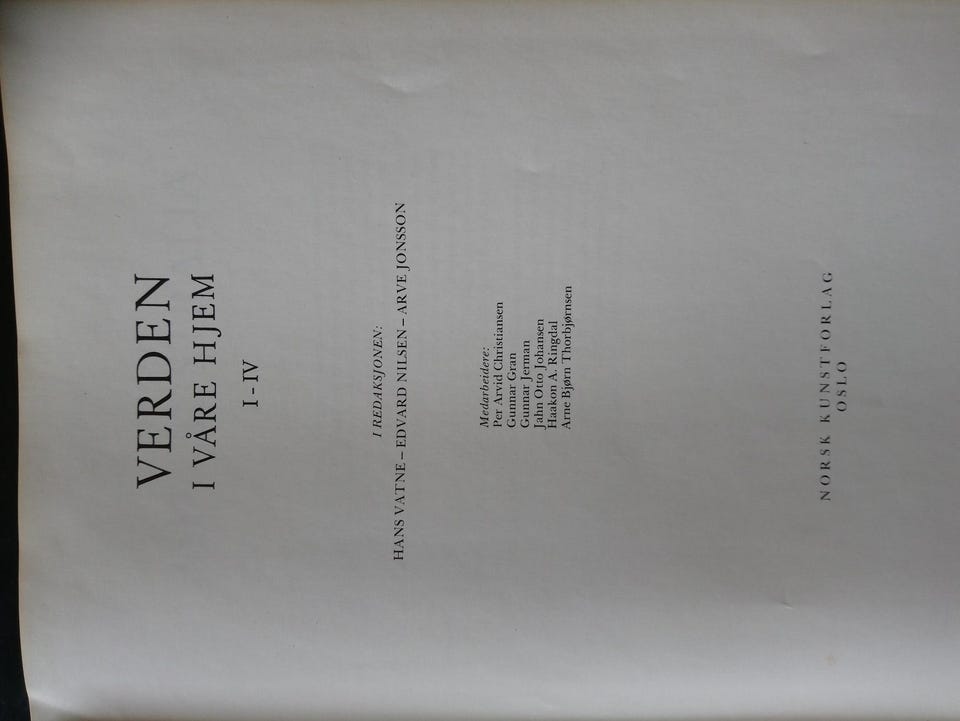 VERDEN
I VÅRE HJEM
I - IV
I REDAKSJONEN:
HANS VATNE – EDVARD NILSEN – ARVE JONSSON
Medarbeidere:
Per Arvid Christiansen
Gunnar Gran
Gunnar Jerman
Jahn Otto Johansen
Haakon A. Ringdal
Arne Bjørn Thorbjørnsen
NORSK KUNSTFORLAG
OSLO